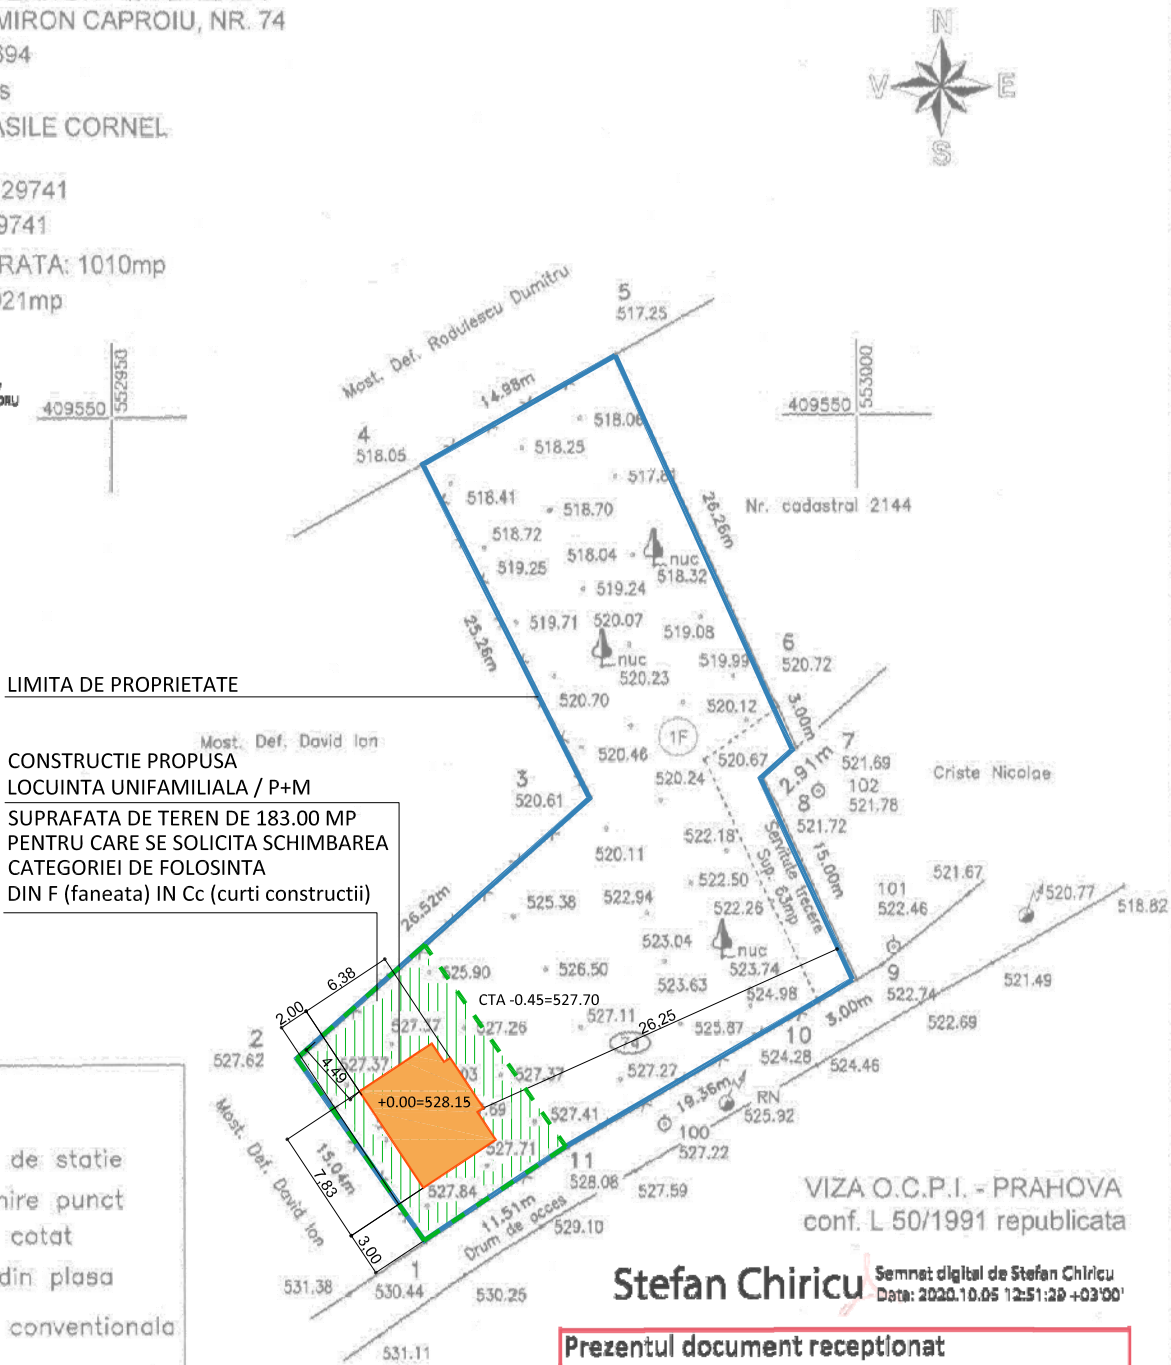 MIRON CAPROIU, NR. 74
694
ASILE CORNEL
29741
9741
RATA: 1010mp
021mp
N
V
E
S
409550
552950
409550
553000
Most. Def. Rodulescu Dumitru
5
517.25
14.98m
4
518.05
518.06
518.25
517.81
518.41
518.70
26.26m
Nr. cadastral 2144
518.72
518.04
nuc
518.32
519.25
519.24
25.26m
519.71
520.07
519.08
6
520.72
nuc
520.23
519.99
LIMITA DE PROPRIETATE
520.70
520.12
3.00m
Most. Def. David Ion
1F
7
520.46
520.67
521.69
CONSTRUCTIE PROPUSA
LOCUINTA UNIFAMILIALA / P+M
3
520.61
520.24
2.91m
8
102
521.78
Criste Nicolae
521.72
SUPRAFATA DE TEREN DE 183.00 MP
PENTRU CARE SE SOLICITA SCHIMBAREA
CATEGORIEI DE FOLOSINTA
DIN F (faneata) IN Cc (curti constructii)
522.18
520.11
Servitute trecere
Sup. 63mp
15.00m
26.52m
525.38
522.94
522.50
522.26
101
522.46
521.67
520.77
518.82
523.04
nuc
523.74
6.38
525.90
526.50
523.63
9
522.74
521.49
2.00
CTA -0.45=527.70
524.98
3.00m
527.11
26.25
522.69
2
527.62
527.37
527.26
74
525.87
10
524.28
524.46
4.49
527.37
527.37
527.27
19.36m
RN
525.92
+0.00=528.15
527.41
100
527.22
Most. Def. David Ion
15.04m
7.83
527.71
11
528.08
527.59
527.84
11.51m
Drum de acces
529.10
3.00
1
531.38
530.44
530.25
531.11
de statie
punct
cotat
din plasa
conventionala
VIZA O.C.P.I. - PRAHOVA
conf. L 50/1991 republicata
Stefan Chiricu
Semnat digital de Stefan Chiricu
Data: 2020.10.05 12:51:29 +03'00'
Prezentul document receptionat